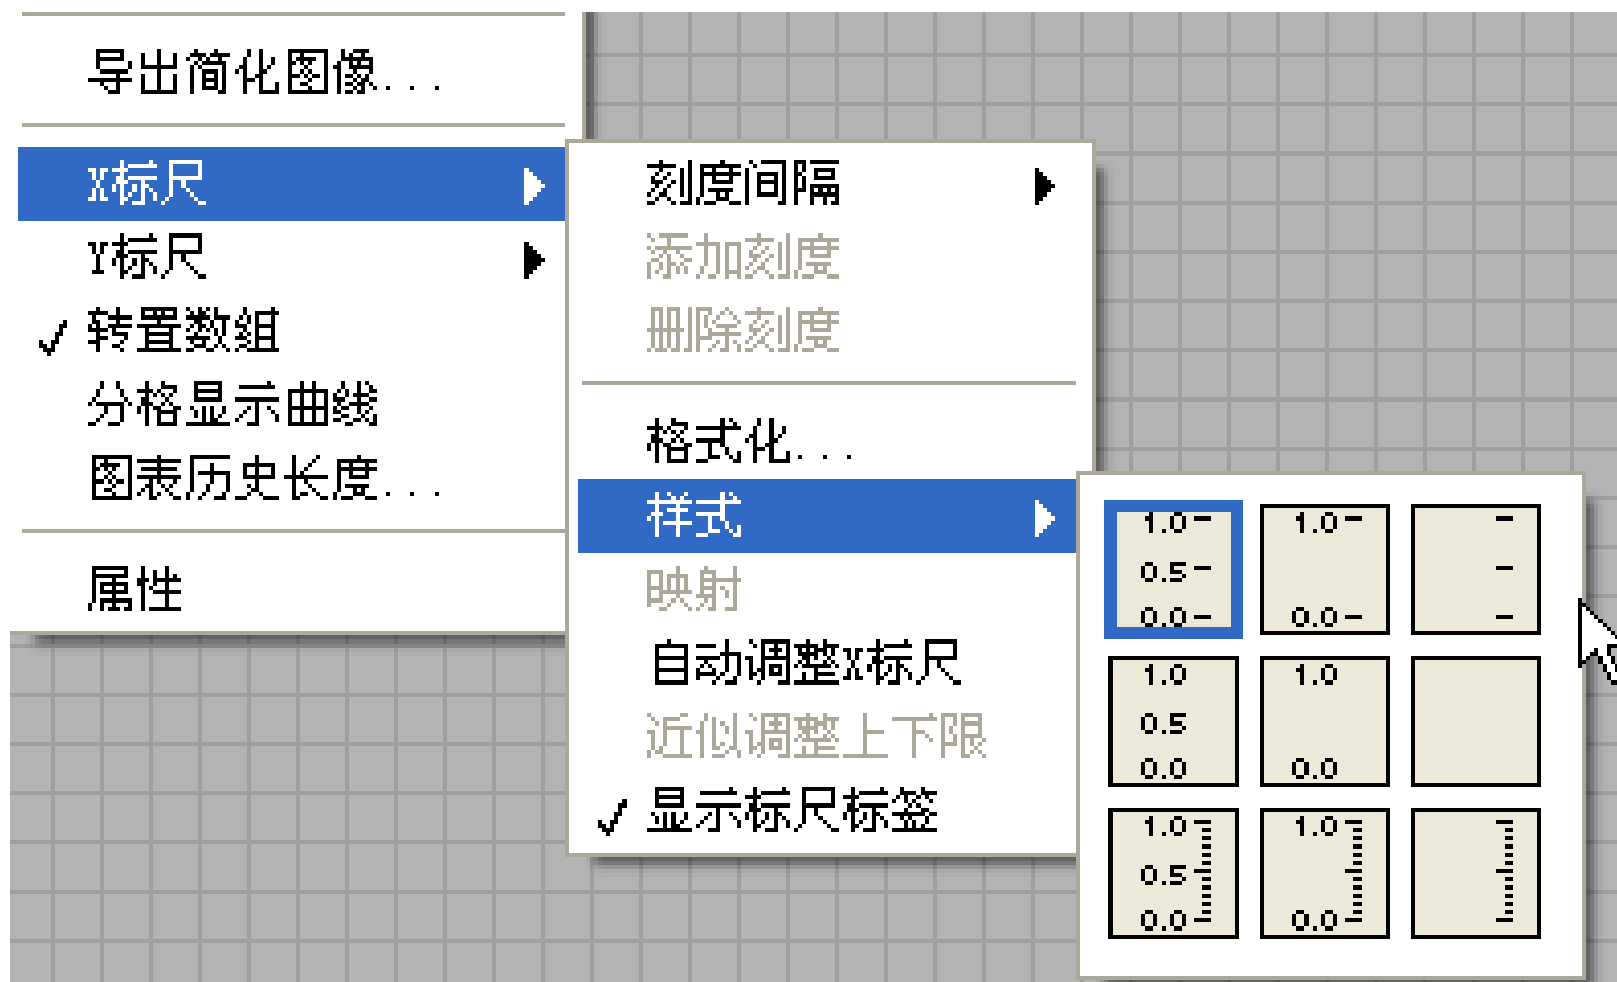 导出简化图像...
X标尺
Y标尺
转置数组
分格显示曲线
图表历史长度...
属性
刻度间隔
添加刻度
删除刻度
格式化...
样式
映射
自动调整X标尺
近似调整上下限
显示标尺标签
1.0
0.5
0.0
1.0
0.0
1.0
0.5
0.0
1.0
0.0
1.0
0.5
0.0
1.0
0.0